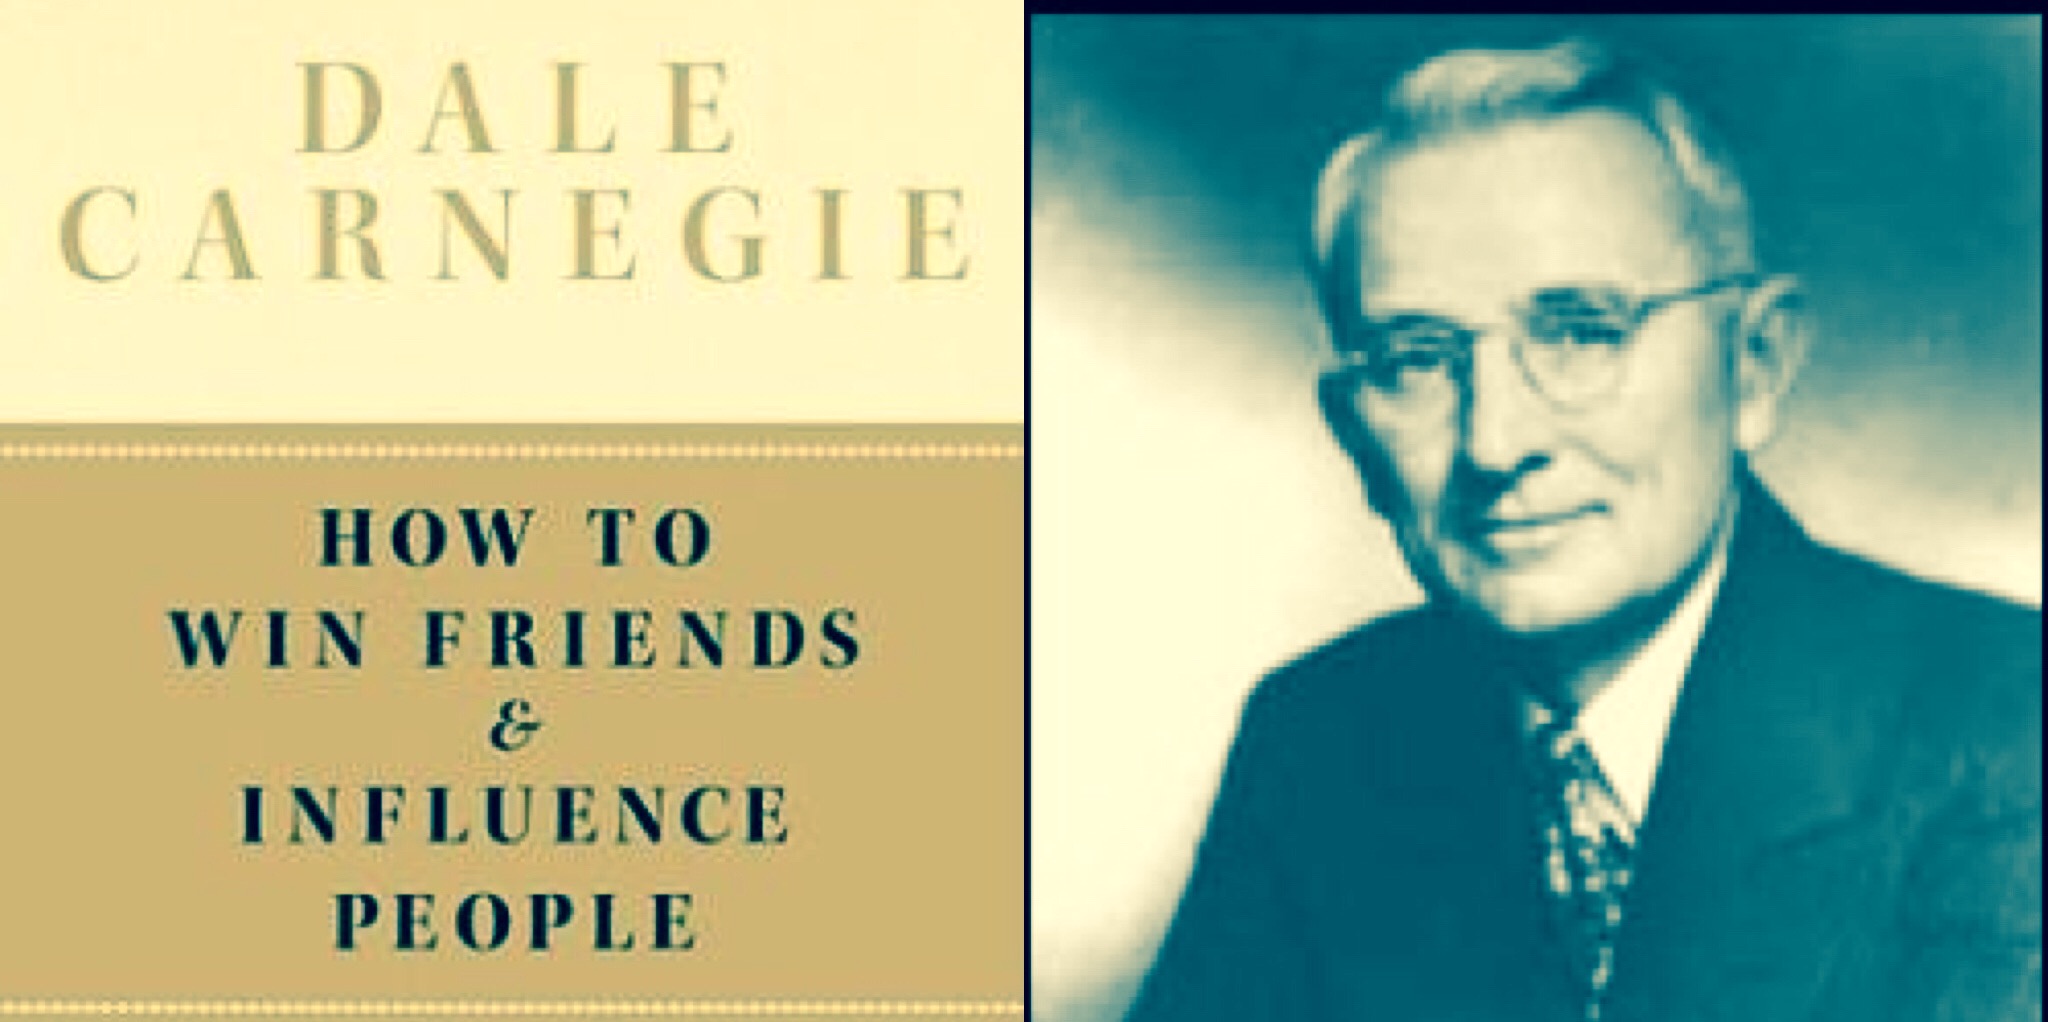 DALE
CARNEGIE
HOW TO
WIN FRIENDS
&
INFLUENCE
PEOPLE